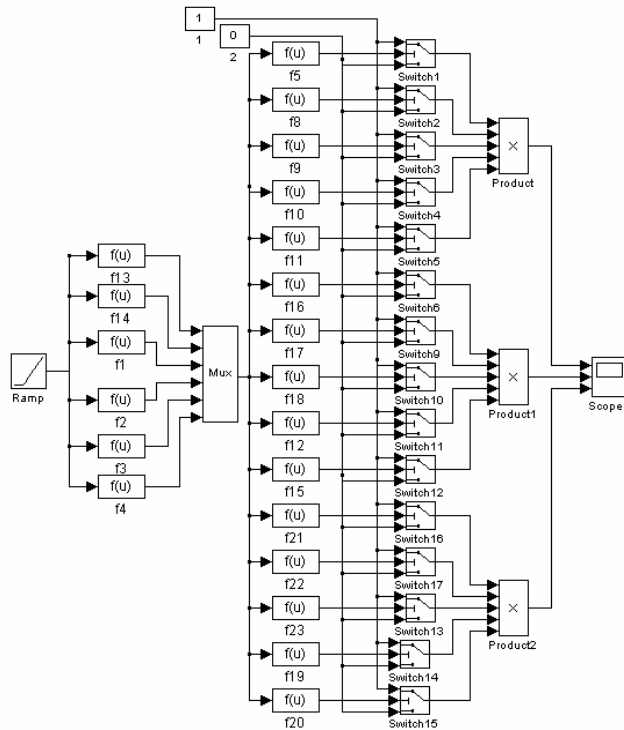 1
1
0
2
f(u)
f5
Switch1
f(u)
f8
Switch2
f(u)
f9
Switch3
×
Product
f(u)
f10
Switch4
f(u)
f11
Switch5
f(u)
f13
f(u)
f16
Switch6
f(u)
f14
f(u)
f17
Switch9
f(u)
f1
Mux
Ramp
f(u)
f18
Switch10
×
Product1
Scope
f(u)
f2
f(u)
f12
Switch11
f(u)
f3
f(u)
f15
Switch12
f(u)
f4
f(u)
f21
Switch16
f(u)
f22
Switch17
f(u)
f23
Switch13
×
Product2
f(u)
f19
Switch14
f(u)
f20
Switch15